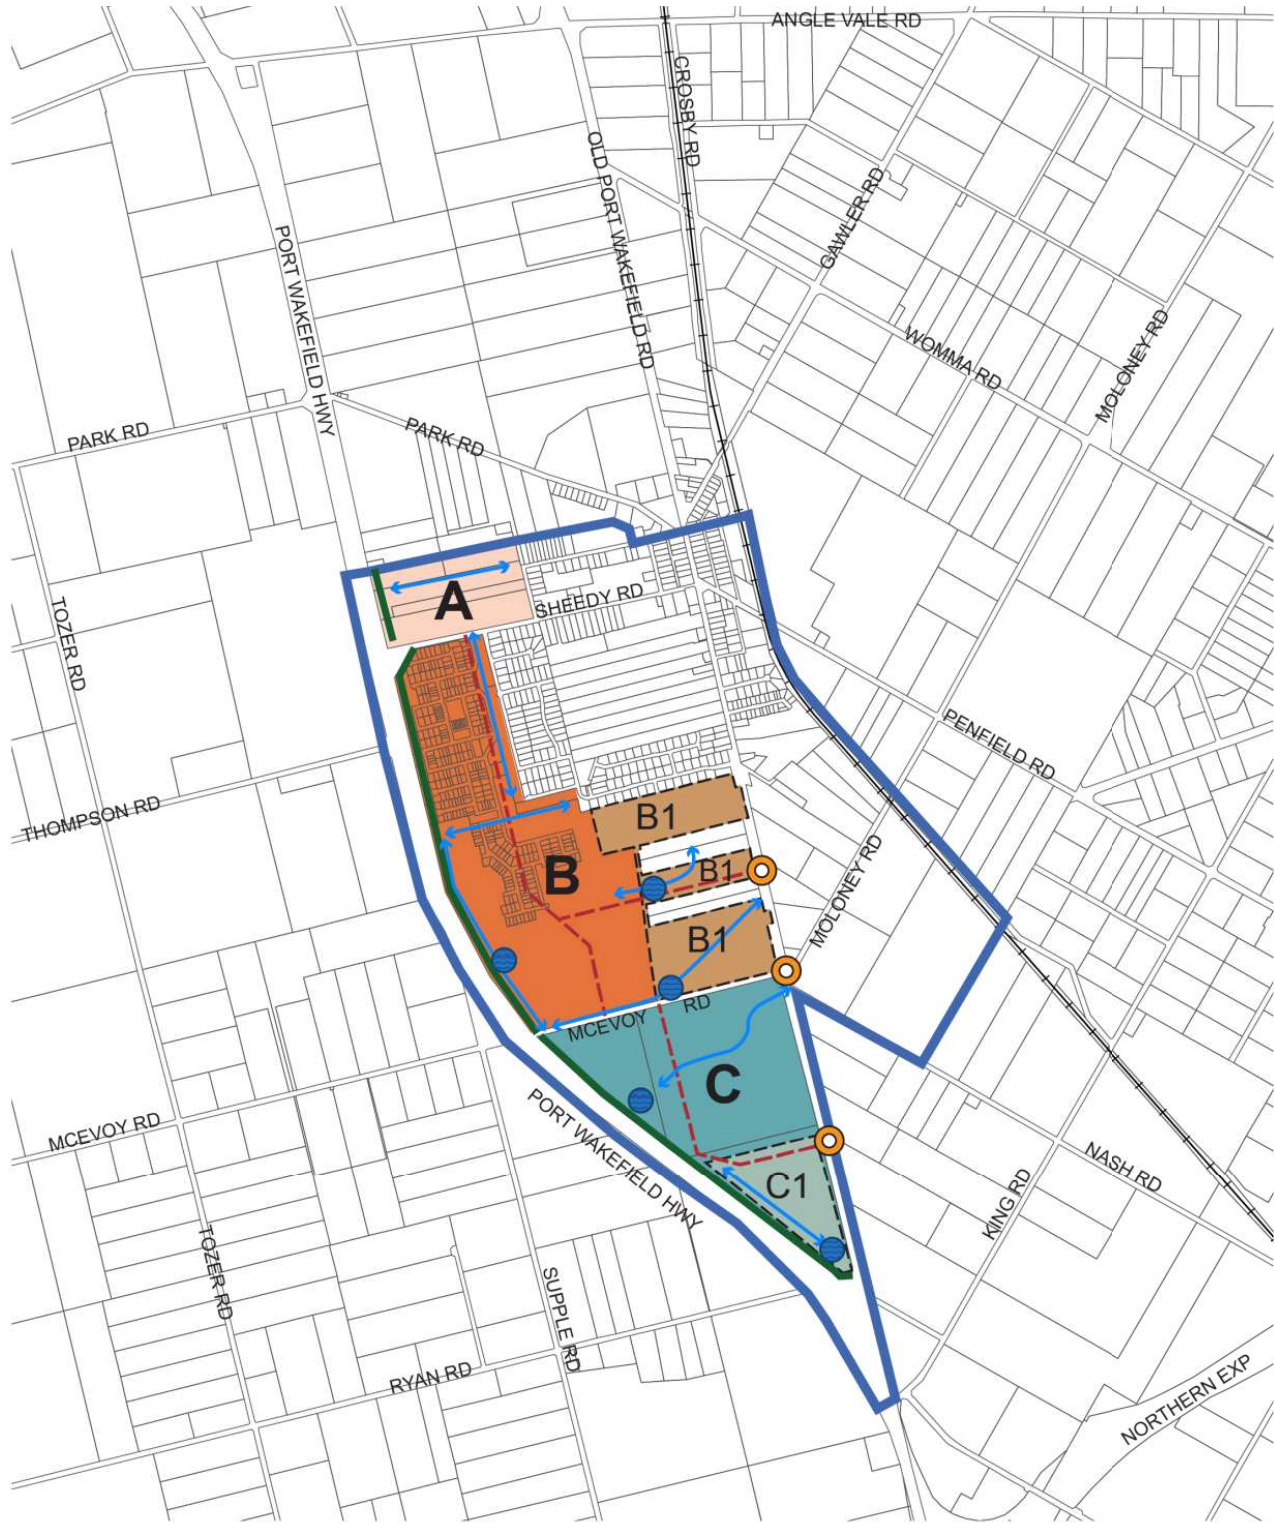 ANGLE VALE RD
CROSBY RD
OLD PORT WAKEFIELD RD
GAWLER RD
PORT WAKEFIELD HWY
WOMMA RD
MOLONEY RD
PARK RD
PARK RD
A
SHEEDY RD
TOZER RD
PENFIELD RD
THOMPSON RD
B1
B1
B
MOLONEY RD
B1
MCEVOY RD
C
MCEVOY RD
PORT WAKEFIELD HWY
NASH RD
C1
KING RD
TOZER RD
SUPPLE RD
RYAN RD
NORTHERN EXP